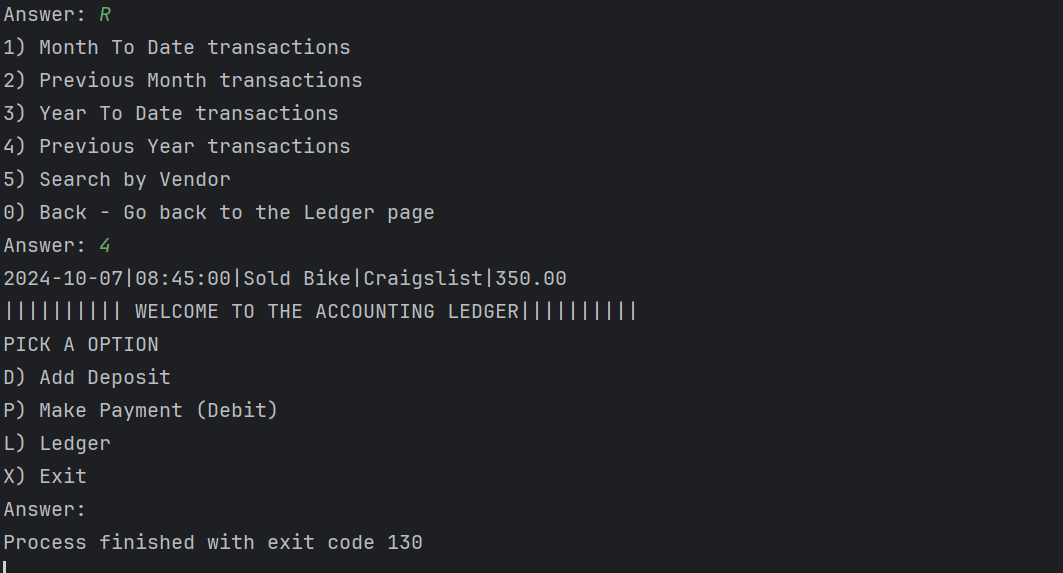 Answer: R
1) Month To Date transactions
2) Previous Month transactions
3) Year To Date transactions
4) Previous Year transactions
5) Search by Vendor
0) Back - Go back to the Ledger page
Answer: 4
2024-10-07|08:45:00|Sold Bike|Craigslist|350.00
|||||||||| WELCOME TO THE ACCOUNTING LEDGER||||||||||
PICK A OPTION
D) Add Deposit
P) Make Payment (Debit)
L) Ledger
X) Exit
Answer:
Process finished with exit code 130